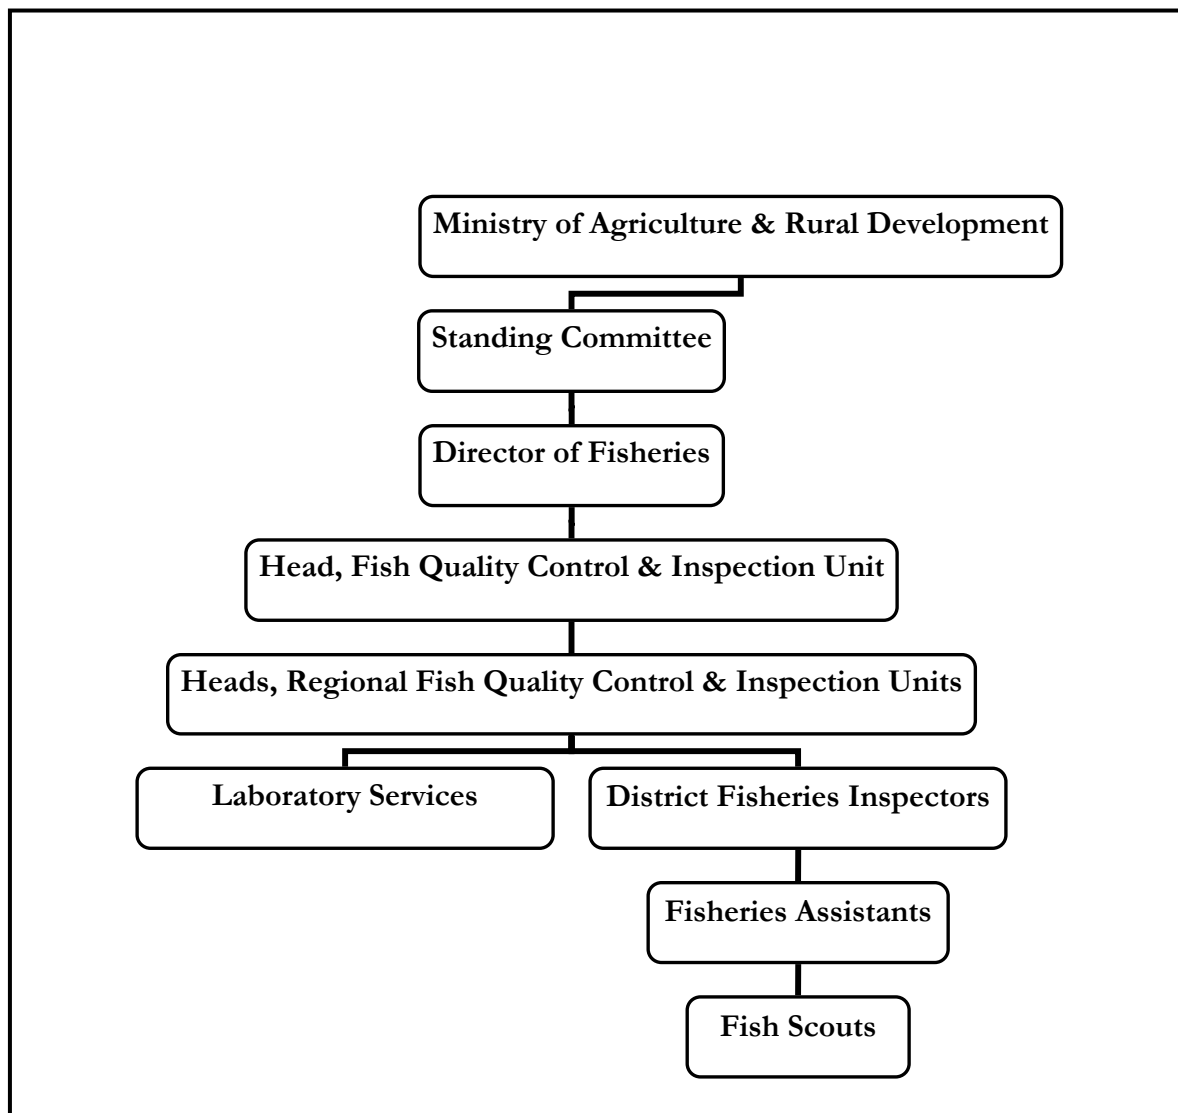 Ministry of Agriculture & Rural Development
Standing Committee
Director of Fisheries
Head, Fish Quality Control & Inspection Unit
Heads, Regional Fish Quality Control & Inspection Units
Laboratory Services
District Fisheries Inspectors
Fisheries Assistants
Fish Scouts